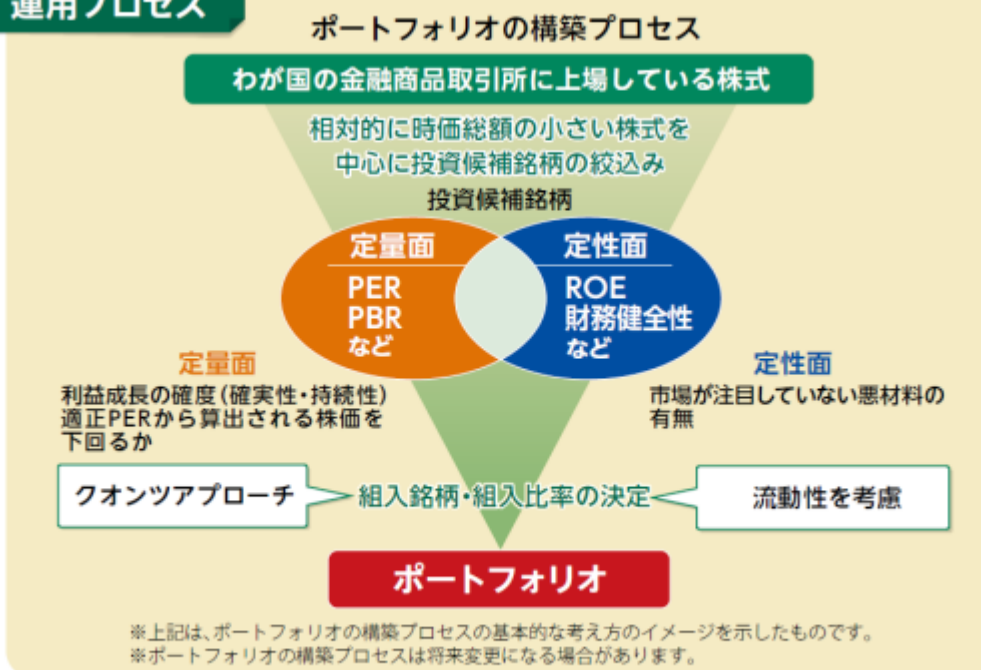 運用プロセス
ポートフォリオの構築プロセス
わが国の金融商品取引所に上場している株式
相対的に時価総額の小さい株式を
中心に投資候補銘柄の絞込み
投資候補銘柄
定量面
PER
PBR
など
定性面
ROE
財務健全性
など
定量面
利益成長の確度(確実性・持続性)
適正PERから算出される株価を
下回るか
定性面
市場が注目していない悪材料の
有無
クオンツアプローチ
組入銘柄・組入比率の決定
流動性を考慮
ポートフォリオ
※上記は、ポートフォリオの構築プロセスの基本的な考え方のイメージを示したものです。
※ポートフォリオの構築プロセスは将来変更になる場合があります。